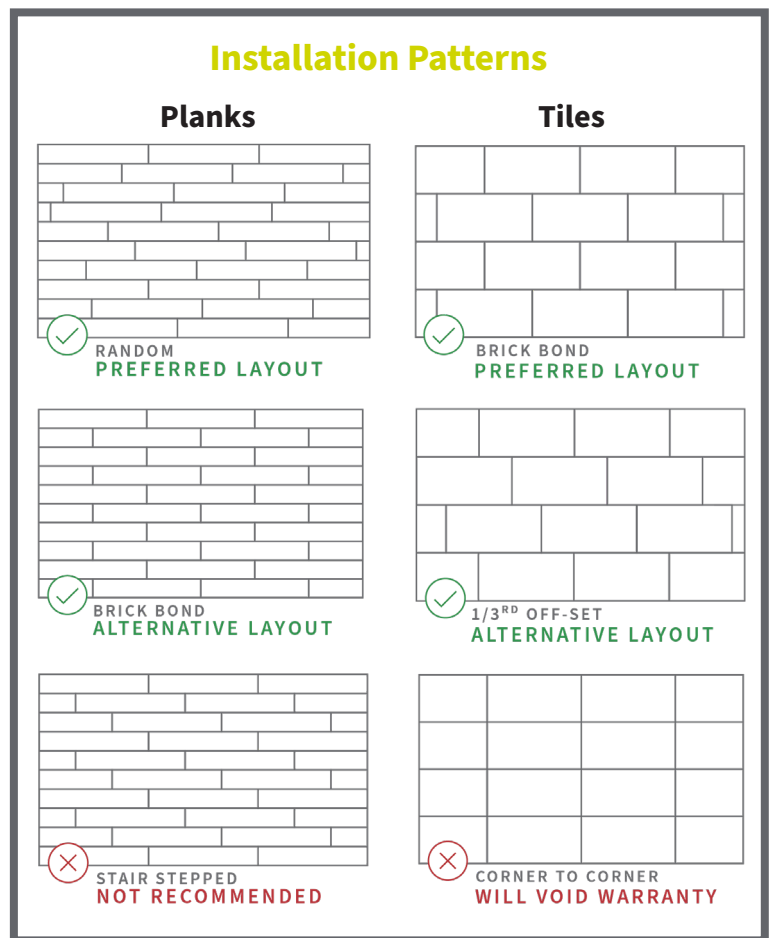 Installation Patterns
Planks
Tiles
RANDOM
PREFERRED LAYOUT
BRICK BOND
PREFERRED LAYOUT
BRICK BOND
ALTERNATIVE LAYOUT
1/3RD OFF-SET
ALTERNATIVE LAYOUT
STAIR STEPPED
NOT RECOMMENDED
CORNER TO CORNER
WILL VOID WARRANTY